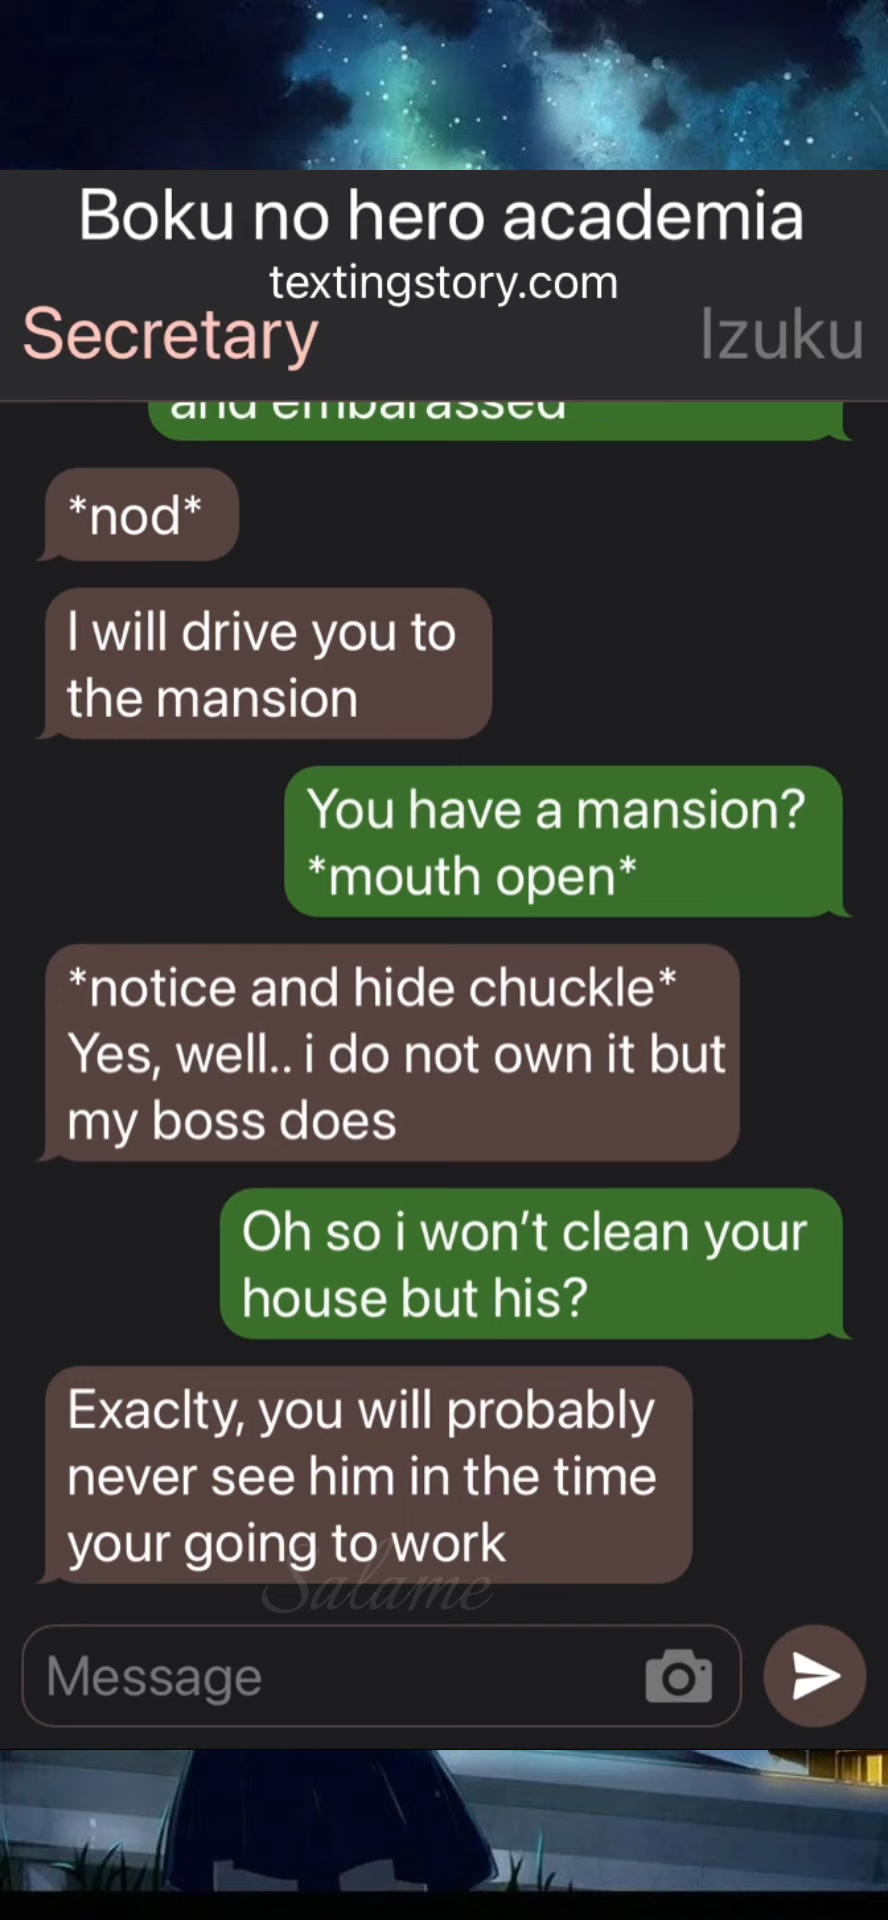 Boku no hero academia
textingstory.com
Secretary
Izuku
and embarassed
*nod*
I will drive you to
the mansion
You have a mansion?
*mouth open*
*notice and hide chuckle*
Yes, well.. i do not own it but
my boss does
Oh so i won’t clean your
house but his?
Exaclty, you will probably
never see him in the time
your going to work
Salame
Message